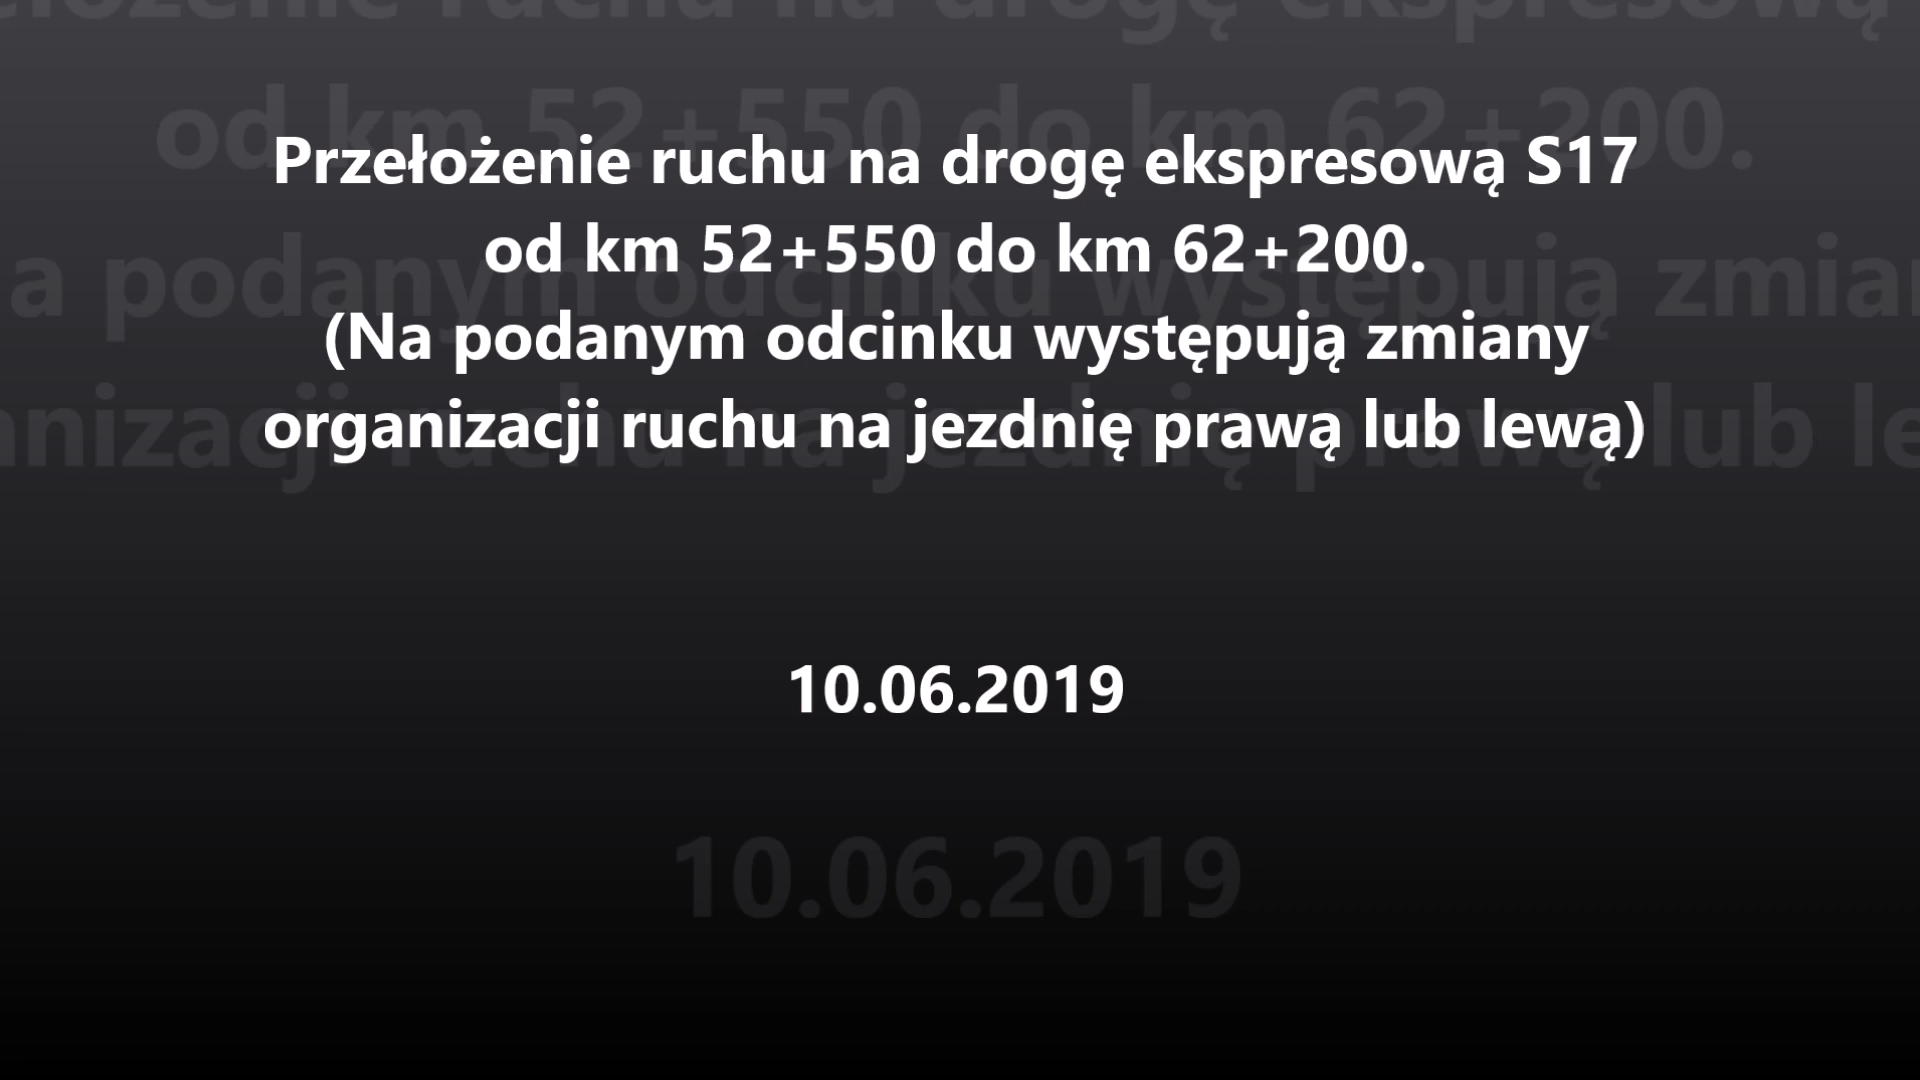 Przełożenie ruchu na drogę ekspresową S17
od km 52+550 do km 62+200.
(Na podanym odcinku występują zmiany
organizacji ruchu na jezdnię prawą lub lewą)
10.06.2019